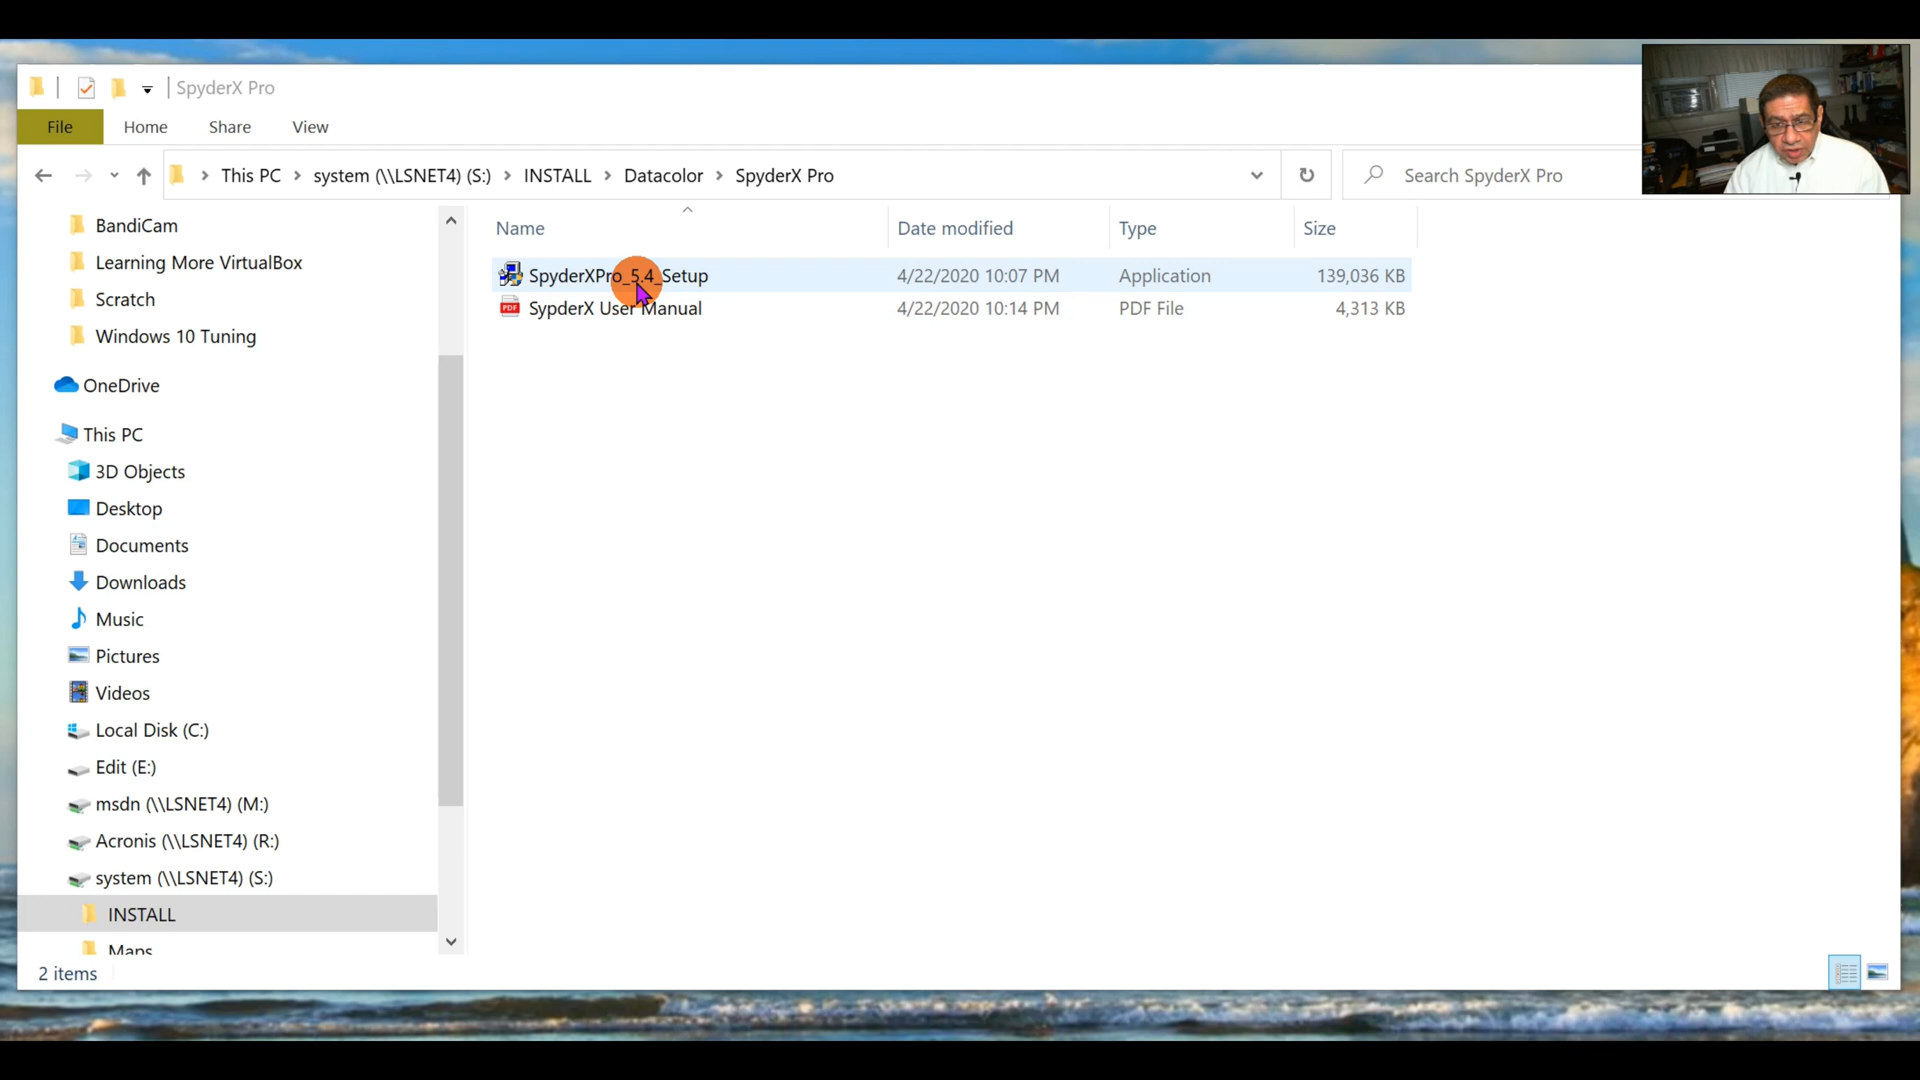 SpyderX Pro
File Home Share View
This PC system (\\LSNET4) (S:) INSTALL Datacolor SpyderX Pro Search SpyderX Pro
Name Date modified Type Size
SpyderXPro_5.4_Setup 4/22/2020 10:07 PM Application 139,036 KB
SypderX User Manual 4/22/2020 10:14 PM PDF File 4,313 KB
PDF
BandiCam
Learning More VirtualBox
Scratch
Windows 10 Tuning
OneDrive
This PC
3D Objects
Desktop
Documents
Downloads
Music
Pictures
Videos
Local Disk (C:)
Edit (E:)
msdn (\\LSNET4) (M:)
Acronis (\\LSNET4) (R:)
system (\\LSNET4) (S:)
INSTALL
Maps
2 items